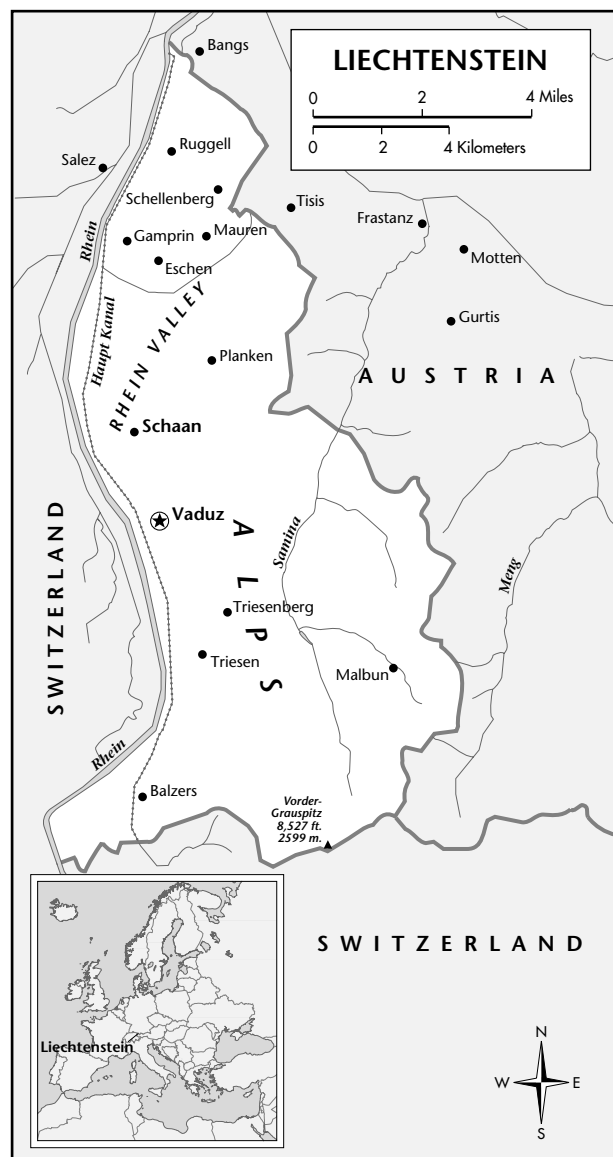 LIECHTENSTEIN
0 2 4 Miles
0 2 4 Kilometers
Bangs
Ruggell
Salez
Schellenberg
Tisis
Frastanz
Rhein
Gamprin
Mauren
Motten
Eschen
Haupt Kanal
RHEIN VALLEY
Gurtis
Planken
AUSTRIA
Schaan
Vaduz
ALPS
Samina
Meng
SWITZERLAND
Triesenberg
Triesen
Malbun
Rhein
Balzers
Vorder-
Grauspitz
8,527 ft.
2599 m.
SWITZERLAND
Liechtenstein
N
W E
S